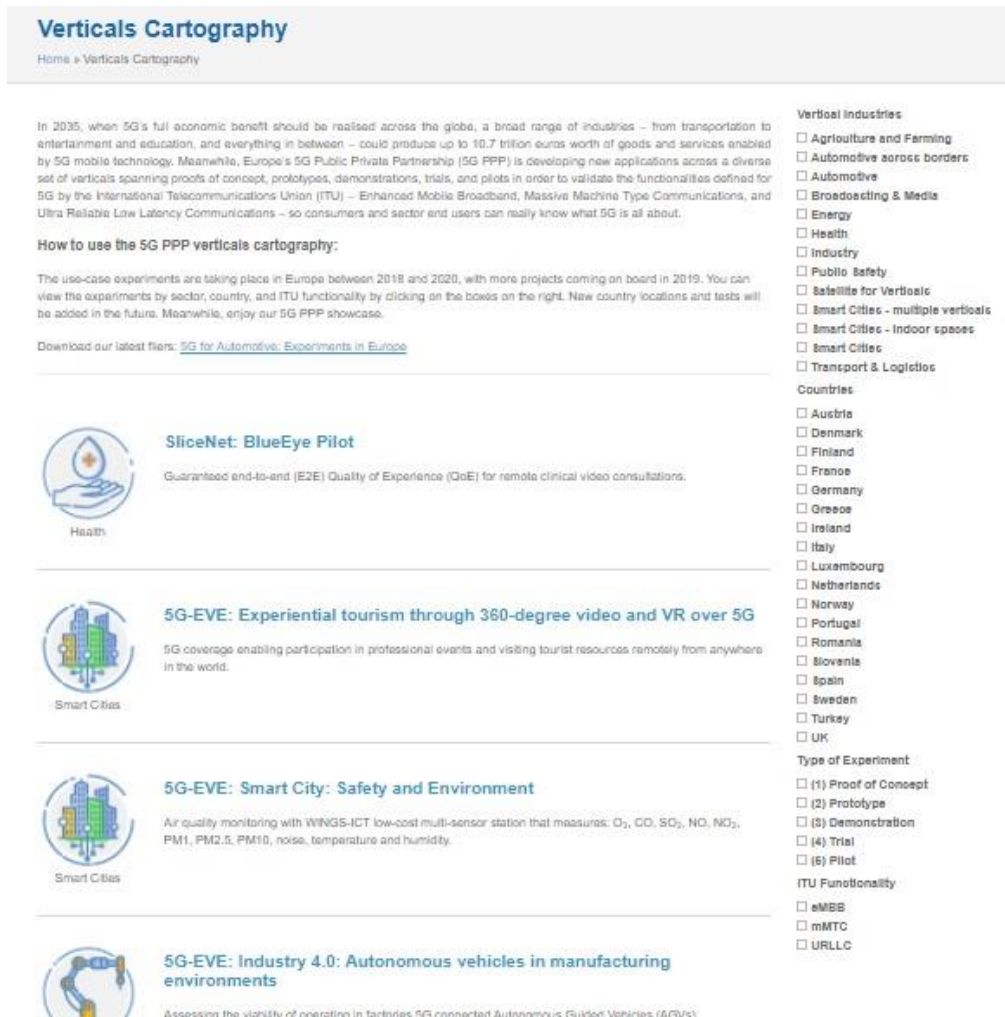 Verticals Cartography
Home » Verticals Cartography
In 2035, when 5G's full economic benefit should be realised across the globe, a broad range of industries – from transportation to
entertainment and education, and everything in between – could produce up to 10.7 trillion euros worth of goods and services enabled
by 5G mobile technology. Meanwhile, Europe's 5G Public Private Partnership (5G PPP) is developing new applications across a diverse
set of verticals spanning proofs of concept, prototypes, demonstrations, trials, and pilots in order to validate the functionalities defined for
5G by the International Telecommunications Union (ITU) – Enhanced Mobile Broadband, Massive Machine Type Communications, and
Ultra Reliable Low Latency Communications – so consumers and sector end users can really know what 5G is all about.
How to use the 5G PPP verticals cartography:
The use-case experiments are taking place in Europe between 2018 and 2020, with more projects coming on board in 2019. You can
view the experiments by sector, country, and ITU functionality by clicking on the boxes on the right. New country locations and tests will
be added in the future. Meanwhile, enjoy our 5G PPP showcase.
Download our latest fliers: 5G for Automotive: Experiments in Europe
SliceNet: BlueEye Pilot
Guaranteed end-to-end (E2E) Quality of Experience (QoE) for remote clinical video consultations.
Health
5G-EVE: Experiential tourism through 360-degree video and VR over 5G
5G coverage enabling participation in professional events and visiting tourist resources remotely from anywhere
in the world.
Smart Cities
5G-EVE: Smart City: Safety and Environment
Air quality monitoring with WINGS-ICT low-cost multi-sensor station that measures: O₃, CO, SO₂, NO, NO₂,
PM1, PM2.5, PM10, noise, temperature and humidity.
Smart Cities
5G-EVE: Industry 4.0: Autonomous vehicles in manufacturing
environments
Assessing the viability of operating in factories 5G connected Autonomous Guided Vehicles (AGVs)
Vertical Industries
Agriculture and Farming
Automotive across borders
Automotive
Broadcasting & Media
Energy
Health
Industry
Public Safety
Satellite for Verticals
Smart Cities - multiple verticals
Smart Cities - Indoor spaces
Smart Cities
Transport & Logistics
Countries
Austria
Denmark
Finland
France
Germany
Greece
Ireland
Italy
Luxembourg
Netherlands
Norway
Portugal
Romania
Slovenia
Spain
Sweden
Turkey
UK
Type of Experiment
(1) Proof of Concept
(2) Prototype
(3) Demonstration
(4) Trial
(5) Pilot
ITU Functionality
eMBB
mMTC
URLLC